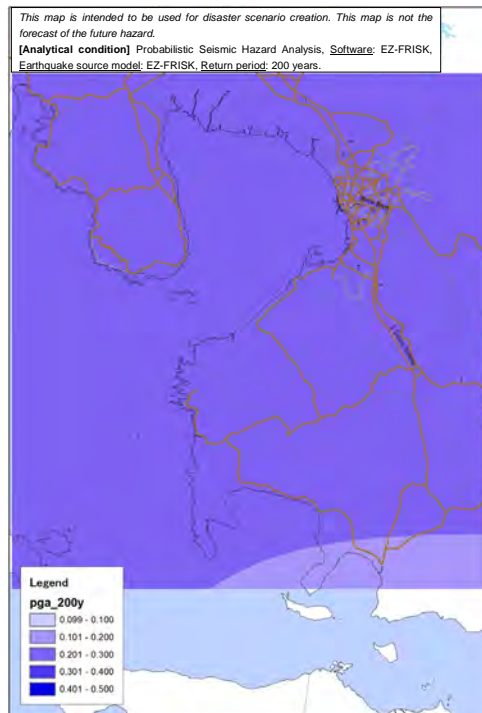 This map is intended to be used for disaster scenario creation. This map is not the
forecast of the future hazard.
[Analytical condition] Probabilistic Seismic Hazard Analysis, Software: EZ-FRISK,
Earthquake source model: EZ-FRISK, Return period: 200 years.
Legend
pga_200y
0.099 - 0.100
0.101 - 0.200
0.201 - 0.300
0.301 - 0.400
0.401 - 0.500